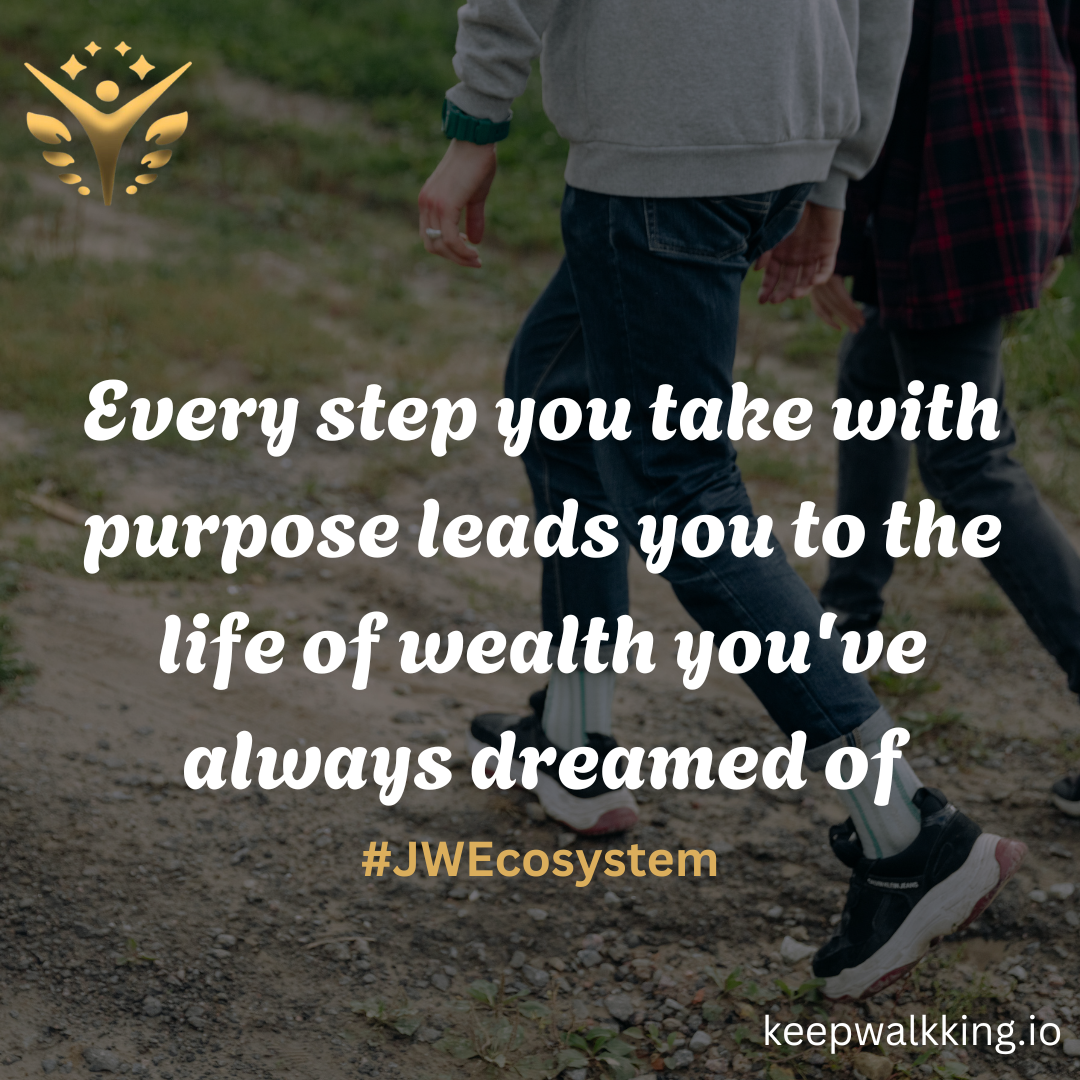 Every step you take with
purpose leads you to the
life of wealth you've
always dreamed of
#JWEcosystem
keepwalkking.io